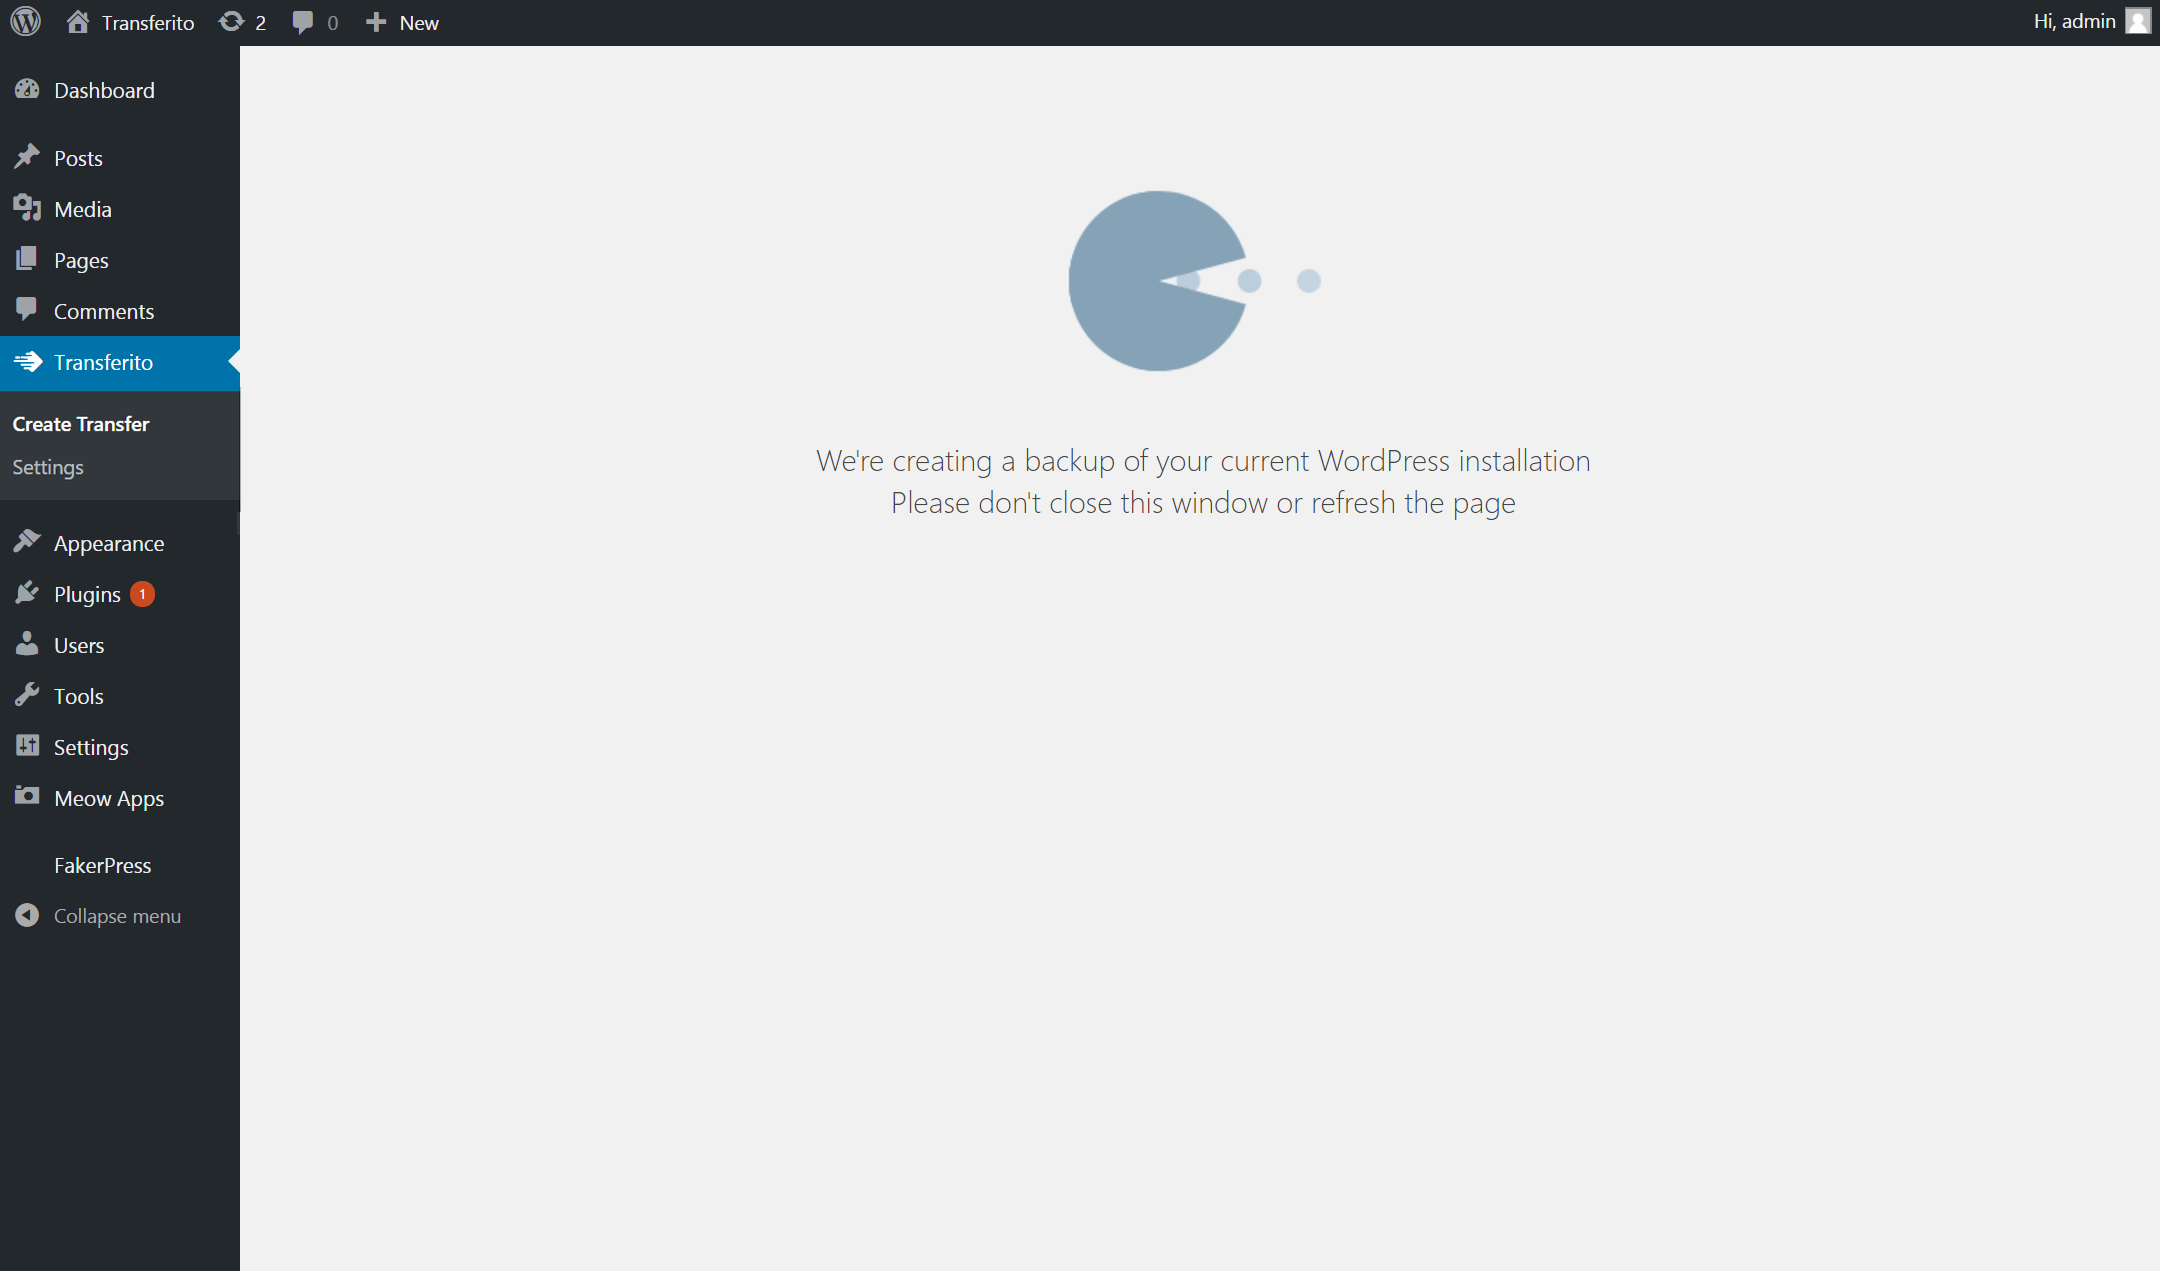 Transferito 2 0 New Hi, admin
Dashboard
Posts
Media
Pages
Comments
Transferito
Create Transfer
Settings
Appearance
Plugins 1
Users
Tools
Settings
Meow Apps
FakerPress
Collapse menu
We're creating a backup of your current WordPress installation
Please don't close this window or refresh the page